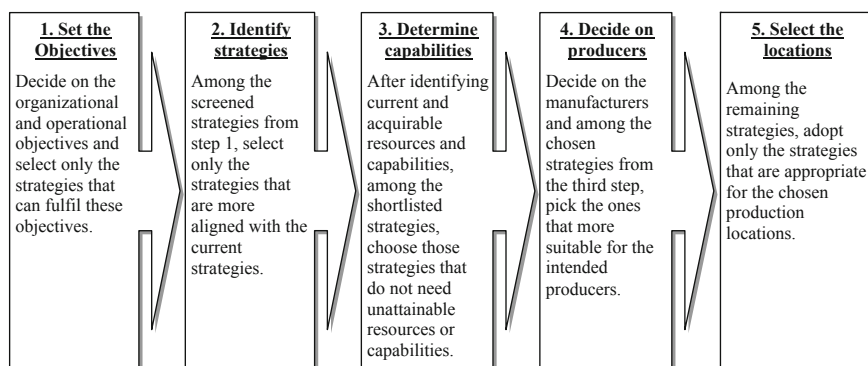 1. Set the
Objectives
Decide on the
organizational
and operational
objectives and
select only the
strategies that
can fulfil these
objectives.
2. Identify
strategies
Among the
screened
strategies from
step 1, select
only the
strategies that
are more
aligned with the
current
strategies.
3. Determine
capabilities
After identifying
current and
acquirable
resources and
capabilities,
among the
shortlisted
strategies,
choose those
strategies that
do not need
unattainable
resources or
capabilities.
4. Decide on
producers
Decide on the
manufacturers
and among the
chosen
strategies from
the third step,
pick the ones
that more
suitable for the
intended
producers.
5. Select the
locations
Among the
remaining
strategies, adopt
only the strategies
that are appropriate
for the chosen
production
locations.